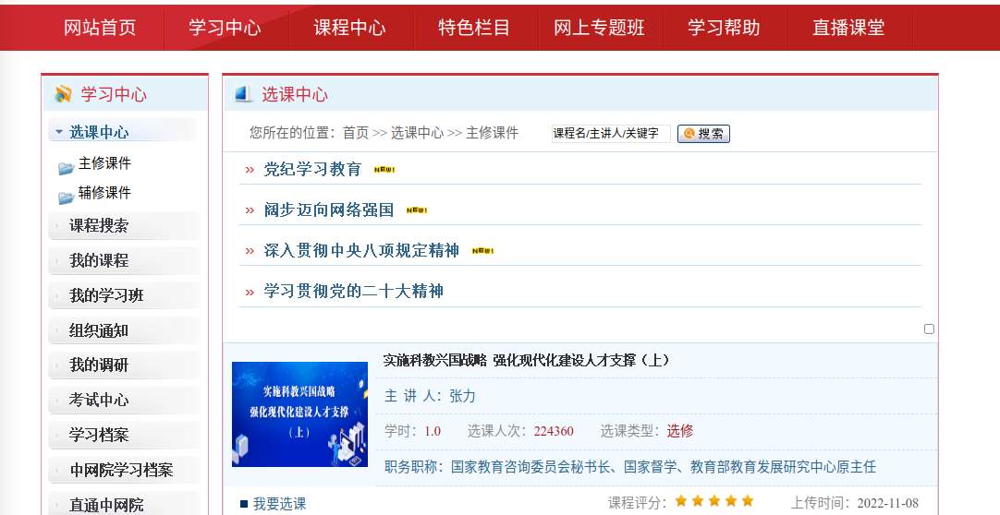 网站首页 学习中心 课程中心 特色栏目 网上专题班 学习帮助 直播课堂
学习中心
选课中心
主修课件
辅修课件
课程搜索
我的课程
我的学习班
组织通知
我的调研
考试中心
学习档案
中网院学习档案
直通中网院
选课中心
您所在的位置：首页 >> 选课中心 >> 主修课件 课程名/主讲人/关键字 搜索
» 党纪学习教育 NEW!
» 阔步迈向网络强国 NEW!
» 深入贯彻中央八项规定精神 NEW!
» 学习贯彻党的二十大精神
实施科教兴国战略
强化现代化建设人才支撑
（上）
实施科教兴国战略 强化现代化建设人才支撑（上）
主 讲 人：张力
学时：1.0 选课人次：224360 选课类型：选修
职务职称：国家教育咨询委员会秘书长、国家督学、教育部教育发展研究中心原主任
■ 我要选课 课程评分：★★★★★ 上传时间：2022-11-08